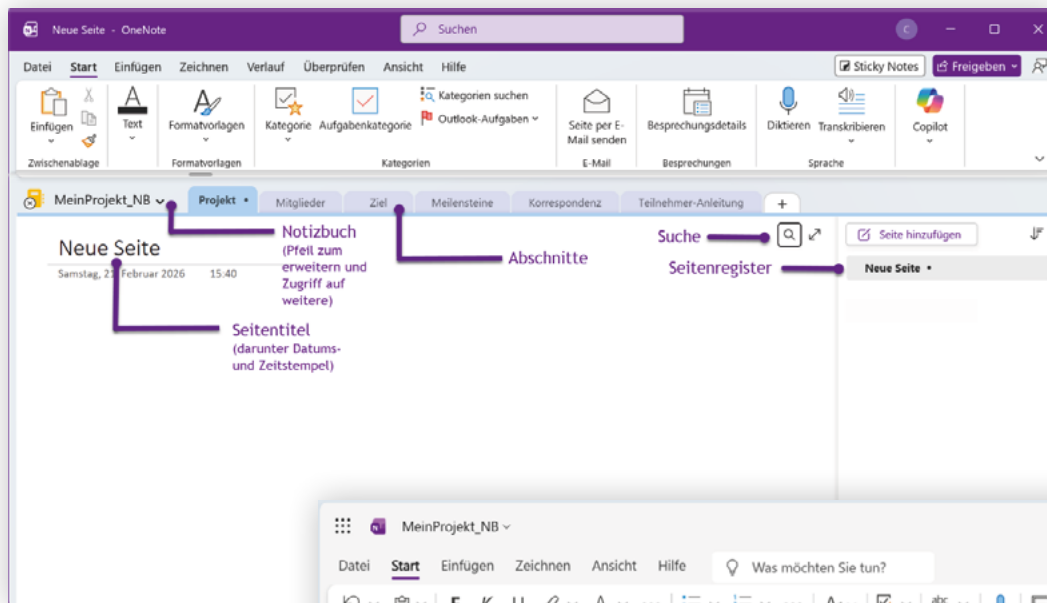 Neue Seite - OneNote
Suchen
C
Datei Start Einfügen Zeichnen Verlauf Überprüfen Ansicht Hilfe
Sticky Notes
Freigeben
Einfügen
Text
Formatvorlagen
Kategorie
Aufgabenkategorie
Kategorien suchen
Outlook-Aufgaben
Seite per E-
Mail senden
Besprechungsdetails
Diktieren
Transkribieren
Copilot
Zwischenablage
Formatvorlagen
Kategorien
E-Mail
Besprechungen
Sprache
MeinProjekt_NB
Projekt
Mitglieder
Ziel
Meilensteine
Korrespondenz
Teilnehmer-Anleitung
+
Neue Seite
Samstag, 21. Februar 2026 15:40
Notizbuch
(Pfeil zum
erweitern und
Zugriff auf
weitere)
Abschnitte
Suche
Seitenregister
Seite hinzufügen
Neue Seite
Seitentitel
(darunter Datums-
und Zeitstempel)
MeinProjekt_NB
Datei Start Einfügen Zeichnen Ansicht Hilfe
Was möchten Sie tun?